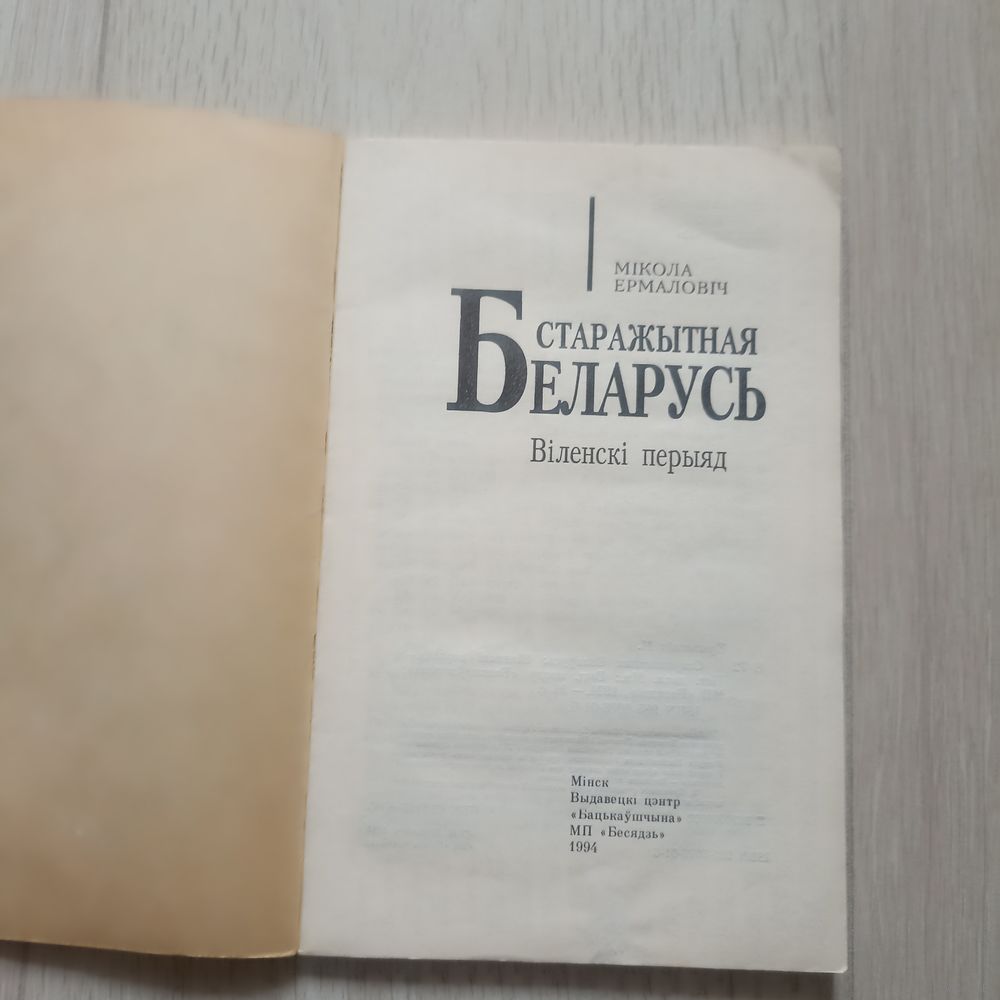 МІКОЛА
ЕРМАЛОВІЧ
СТАРАЖЫТНАЯ
БЕЛАРУСЬ
Віленскі перыяд
Мінск
Выдавецкі цэнтр
«Бацькаўшчына»
МП «Бесядзь»
1994